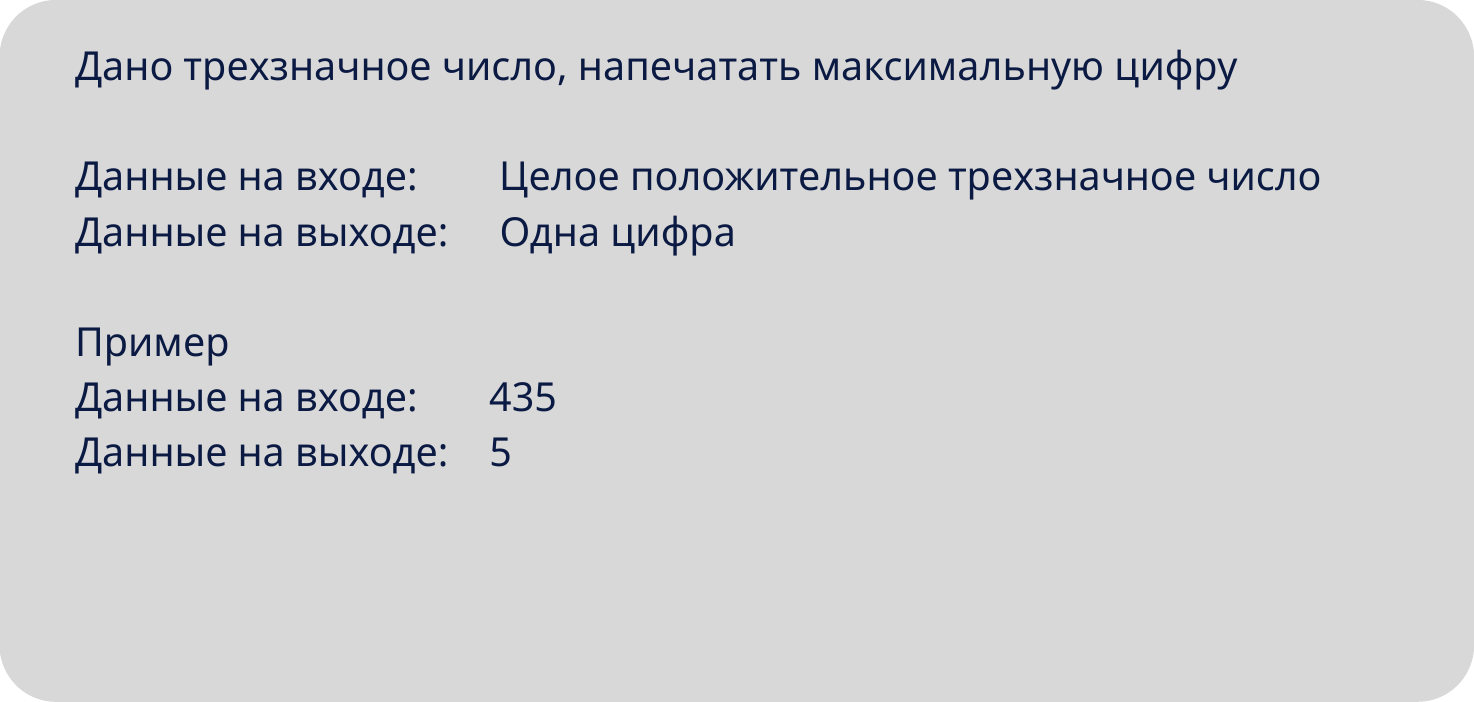 Дано трехзначное число, напечатать максимальную цифру
Данные на входе: Целое положительное трехзначное число
Данные на выходе: Одна цифра
Пример
Данные на входе: 435
Данные на выходе: 5